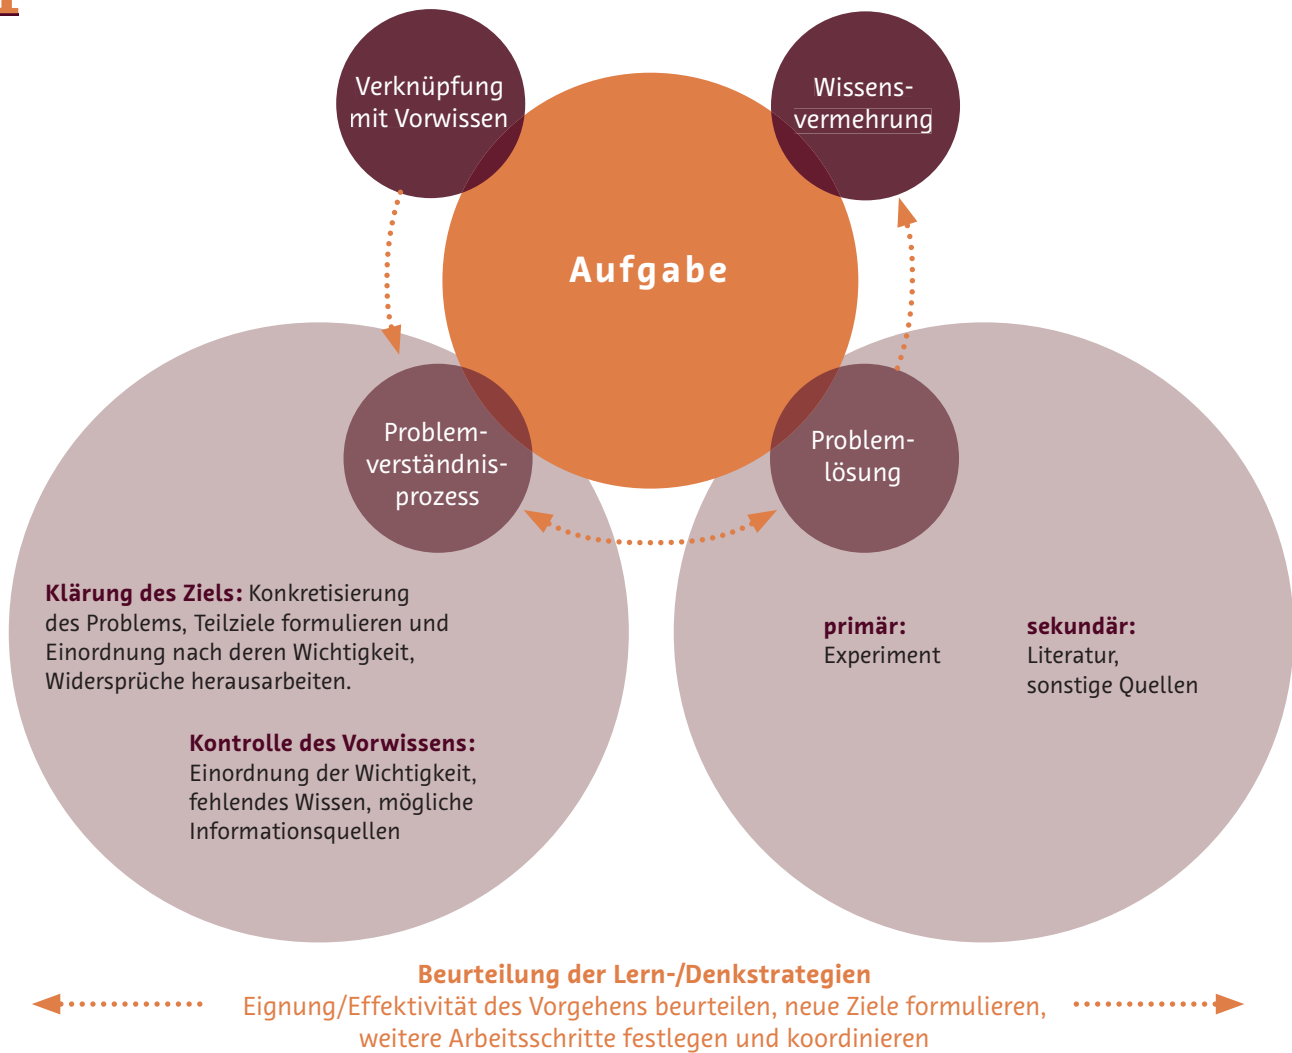 Verknüpfung
mit Vorwissen
Wissens-
vermehrung
Aufgabe
Problem-
verständnis-
prozess
Problem-
lösung
Klärung des Ziels: Konkretisierung
des Problems, Teilziele formulieren und
Einordnung nach deren Wichtigkeit,
Widersprüche herausarbeiten.
Kontrolle des Vorwissens:
Einordnung der Wichtigkeit,
fehlendes Wissen, mögliche
Informationsquellen
primär:
Experiment
sekundär:
Literatur,
sonstige Quellen
Beurteilung der Lern-/Denkstrategien
Eignung/Effektivität des Vorgehens beurteilen, neue Ziele formulieren,
weitere Arbeitsschritte festlegen und koordinieren